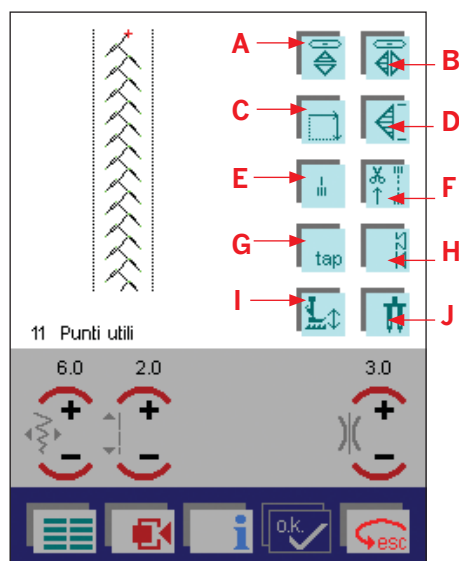 A
B
C
D
E
F
G
tap
H
I
J
11 Punti utili
6.0 2.0 3.0
+ + +
− − −
i o.k. esc